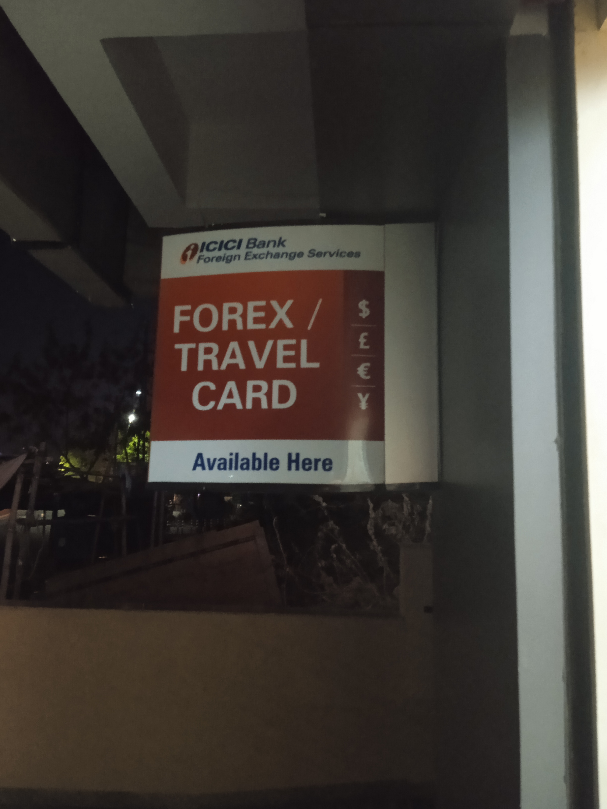 ICICI Bank
Foreign Exchange Services
FOREX /
TRAVEL
CARD
$
£
€
¥
Available Here